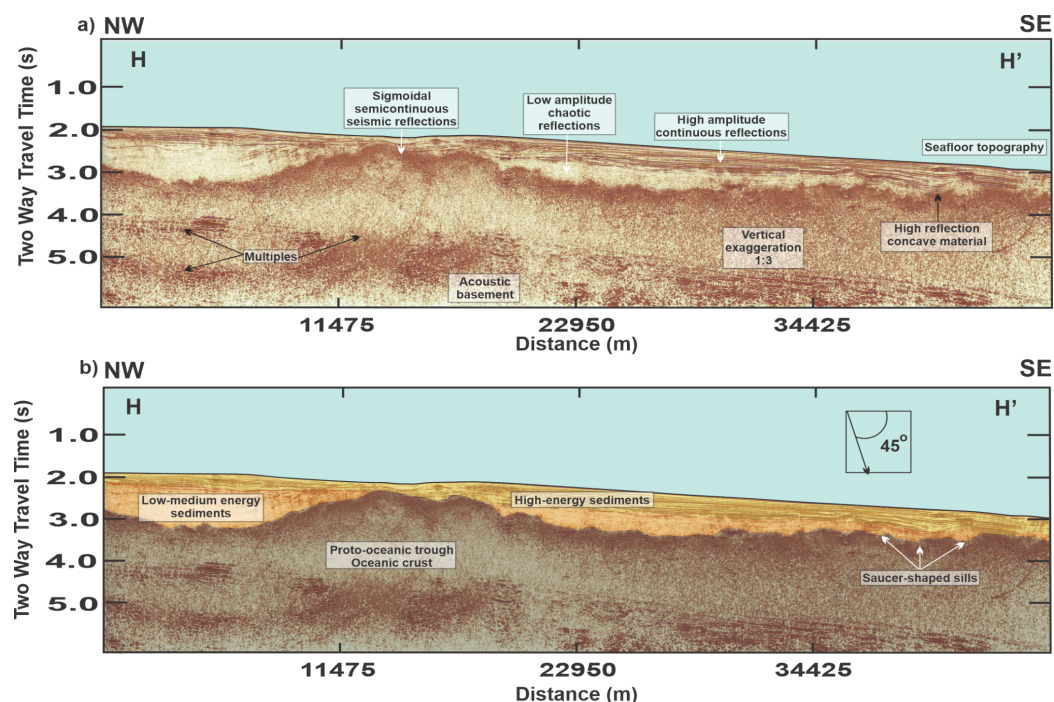 a) NW
SE
H
H’
Two Way Travel Time (s)
1.0
2.0
3.0
4.0
5.0
Sigmoidal
semicontinuous
seismic reflections
Low amplitude
chaotic
reflections
High amplitude
continuous reflections
Seafloor topography
Multiples
Vertical
exaggeration
1:3
High reflection
concave material
Acoustic
basement
11475
22950
34425
Distance (m)
b) NW
SE
H
H’
Two Way Travel Time (s)
1.0
2.0
3.0
4.0
5.0
45°
Low-medium energy
sediments
High-energy sediments
Proto-oceanic trough
Oceanic crust
Saucer-shaped sills
11475
22950
34425
Distance (m)